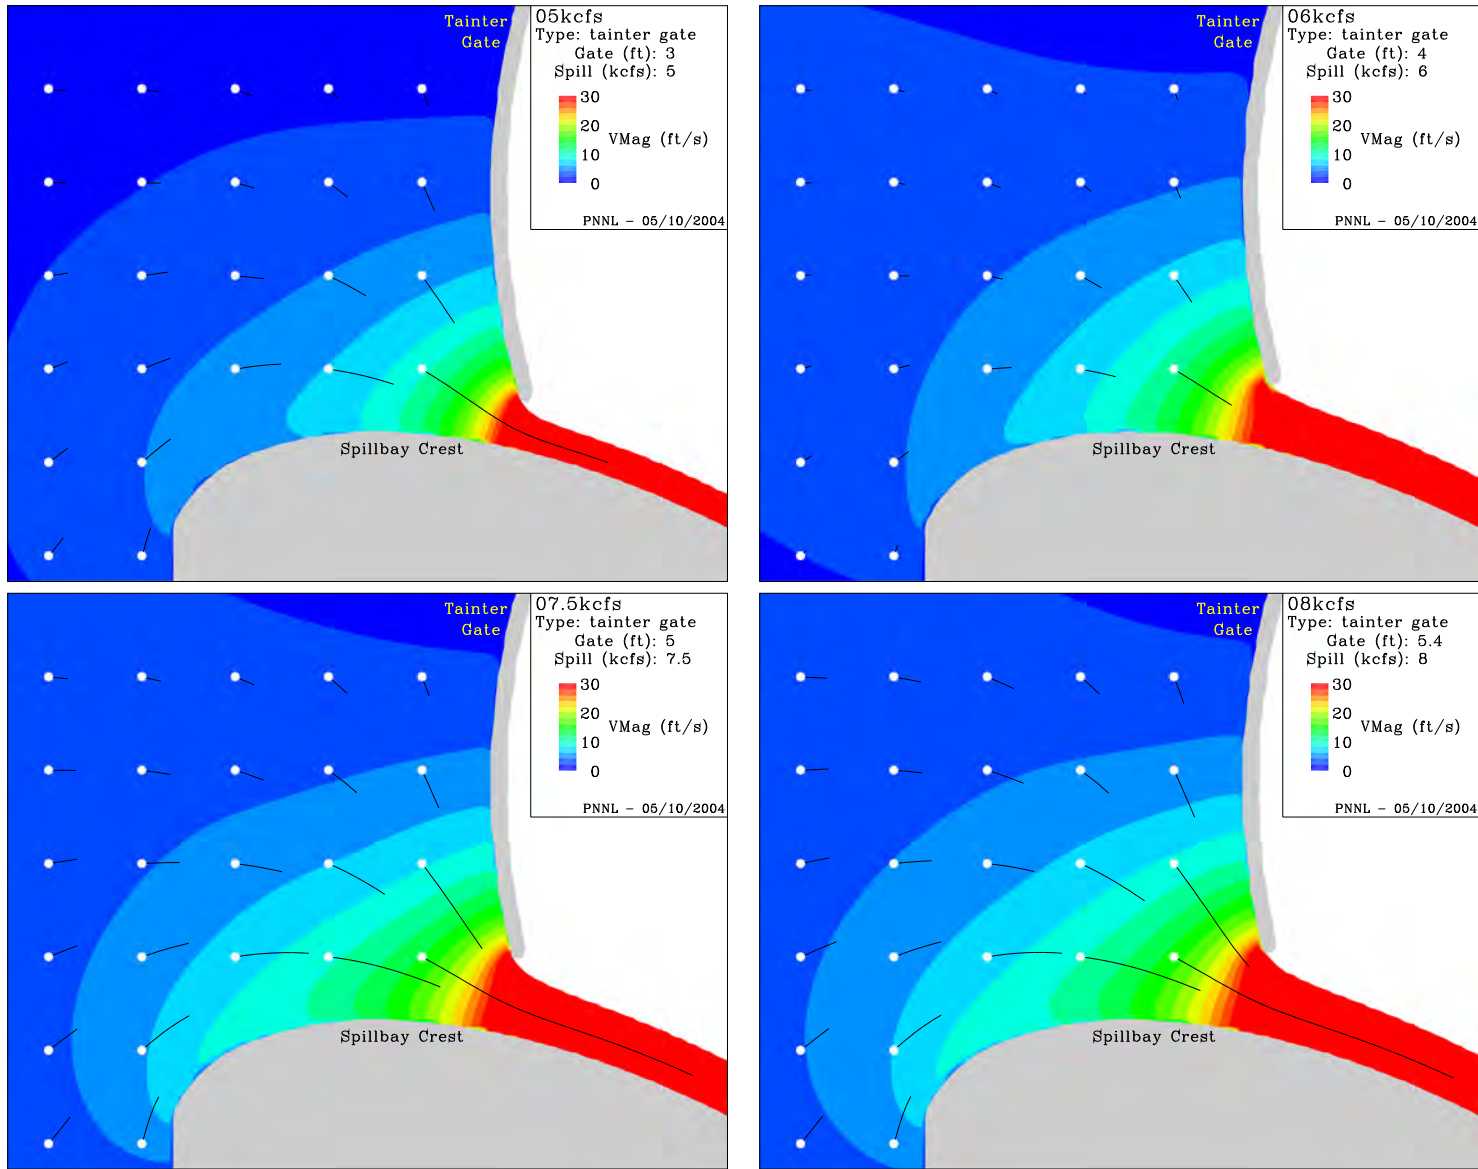 Tainter
Gate
05kcfs
Type: tainter gate
Gate (ft): 3
Spill (kcfs): 5
30
20
VMag (ft/s)
10
0
PNNL - 05/10/2004
Spillbay Crest
Tainter
Gate
06kcfs
Type: tainter gate
Gate (ft): 4
Spill (kcfs): 6
30
20
VMag (ft/s)
10
0
PNNL - 05/10/2004
Spillbay Crest
Tainter
Gate
07.5kcfs
Type: tainter gate
Gate (ft): 5
Spill (kcfs): 7.5
30
20
VMag (ft/s)
10
0
PNNL - 05/10/2004
Spillbay Crest
Tainter
Gate
08kcfs
Type: tainter gate
Gate (ft): 5.4
Spill (kcfs): 8
30
20
VMag (ft/s)
10
0
PNNL - 05/10/2004
Spillbay Crest